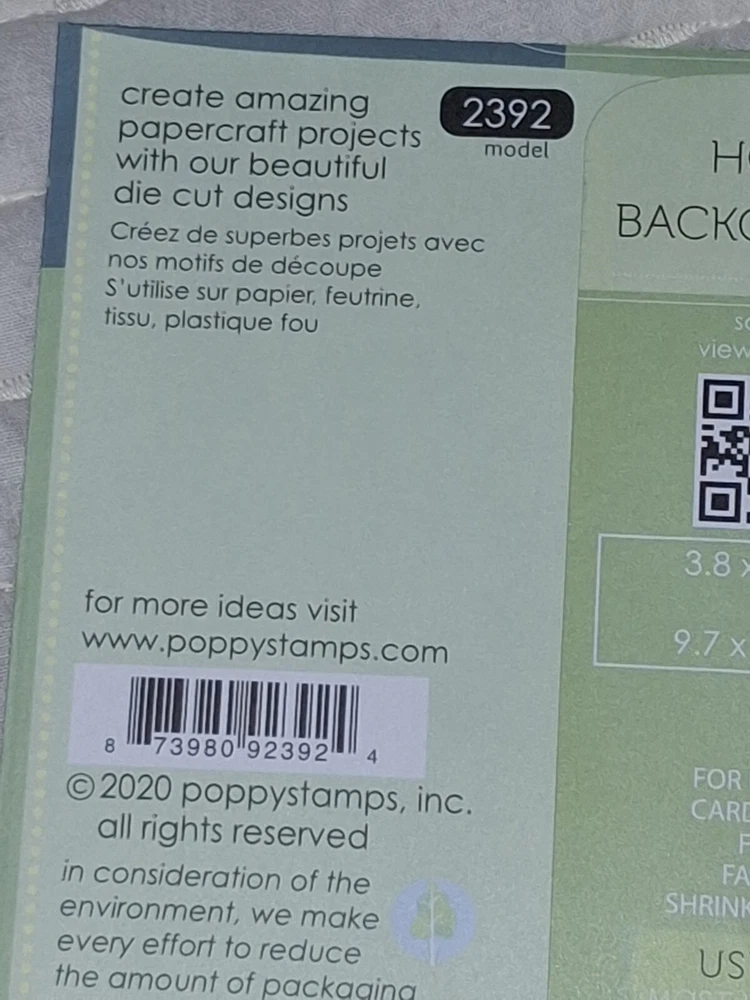 create amazing
papercraft projects
with our beautiful
die cut designs
Créez de superbes projets avec
nos motifs de découpe
S'utilise sur papier, feutrine,
tissu, plastique fou
2392
model
for more ideas visit
www.poppystamps.com
8 73980 92392 4
©2020 poppystamps, inc.
all rights reserved
in consideration of the
environment, we make
every effort to reduce
the amount of packaging
view
3.8 x
9.7 x
FOR
US